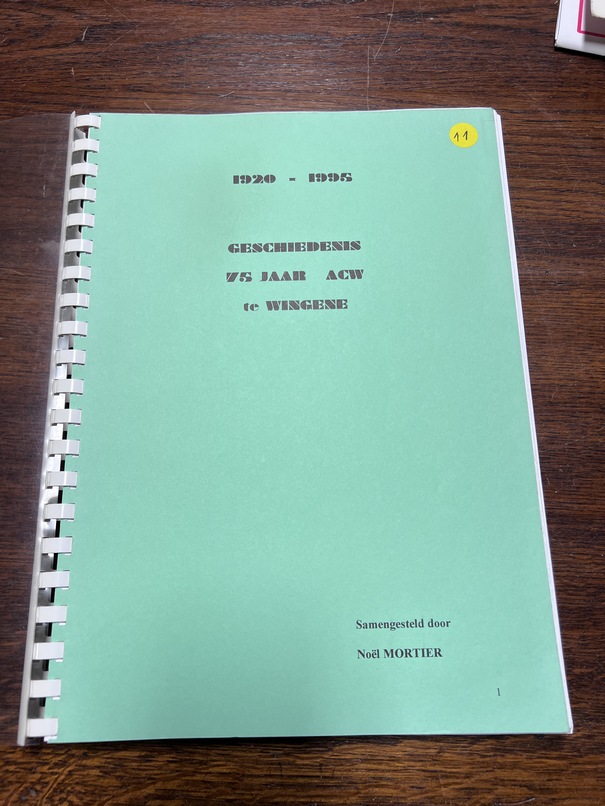 11
1920 - 1995
GESCHIEDENIS
75 JAAR ACW
te WINGENE
Samengesteld door
Noël MORTIER
1